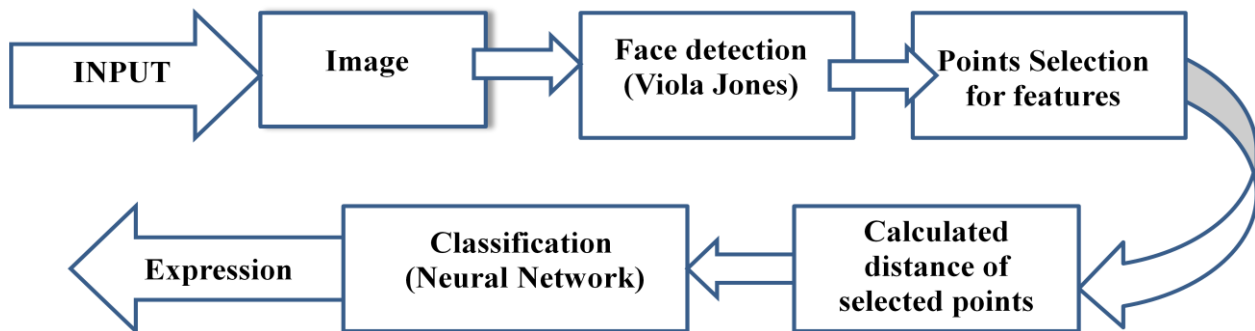 INPUT
Image
Face detection
(Viola Jones)
Points Selection
for features
Calculated
distance of
selected points
Classification
(Neural Network)
Expression